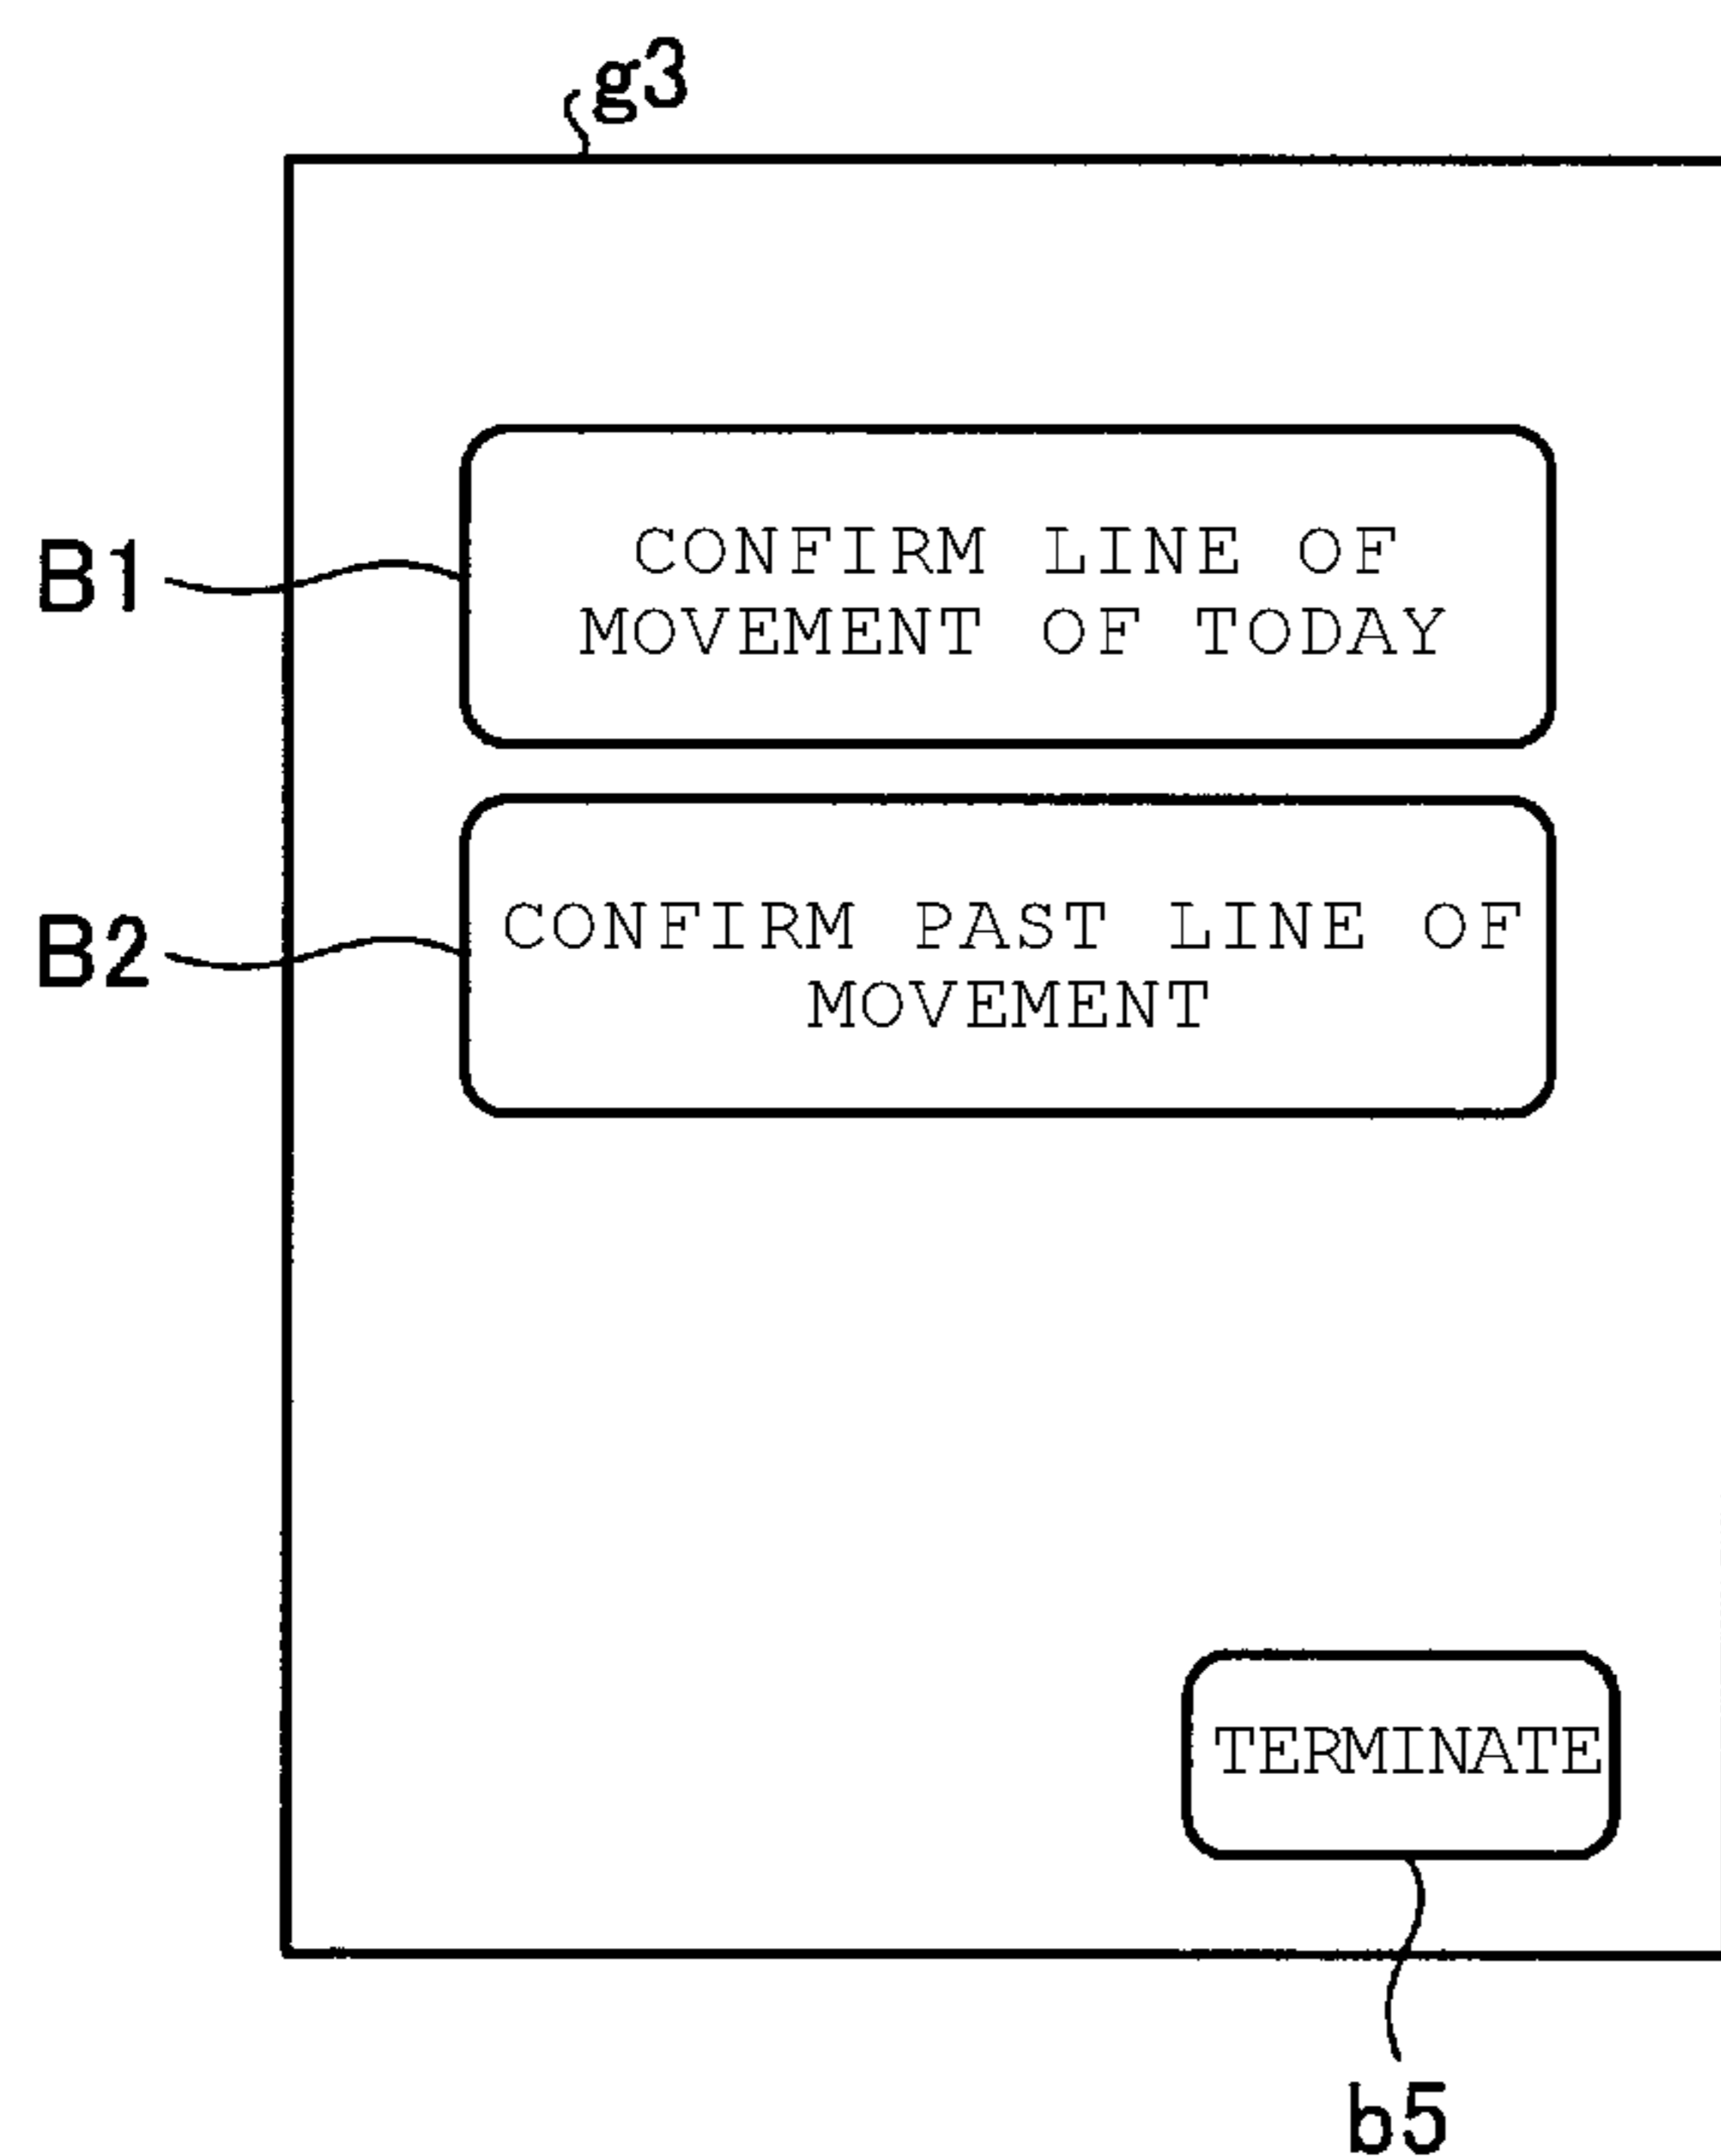 g3
B1
CONFIRM LINE OF
MOVEMENT OF TODAY
B2
CONFIRM PAST LINE OF
MOVEMENT
TERMINATE
b5